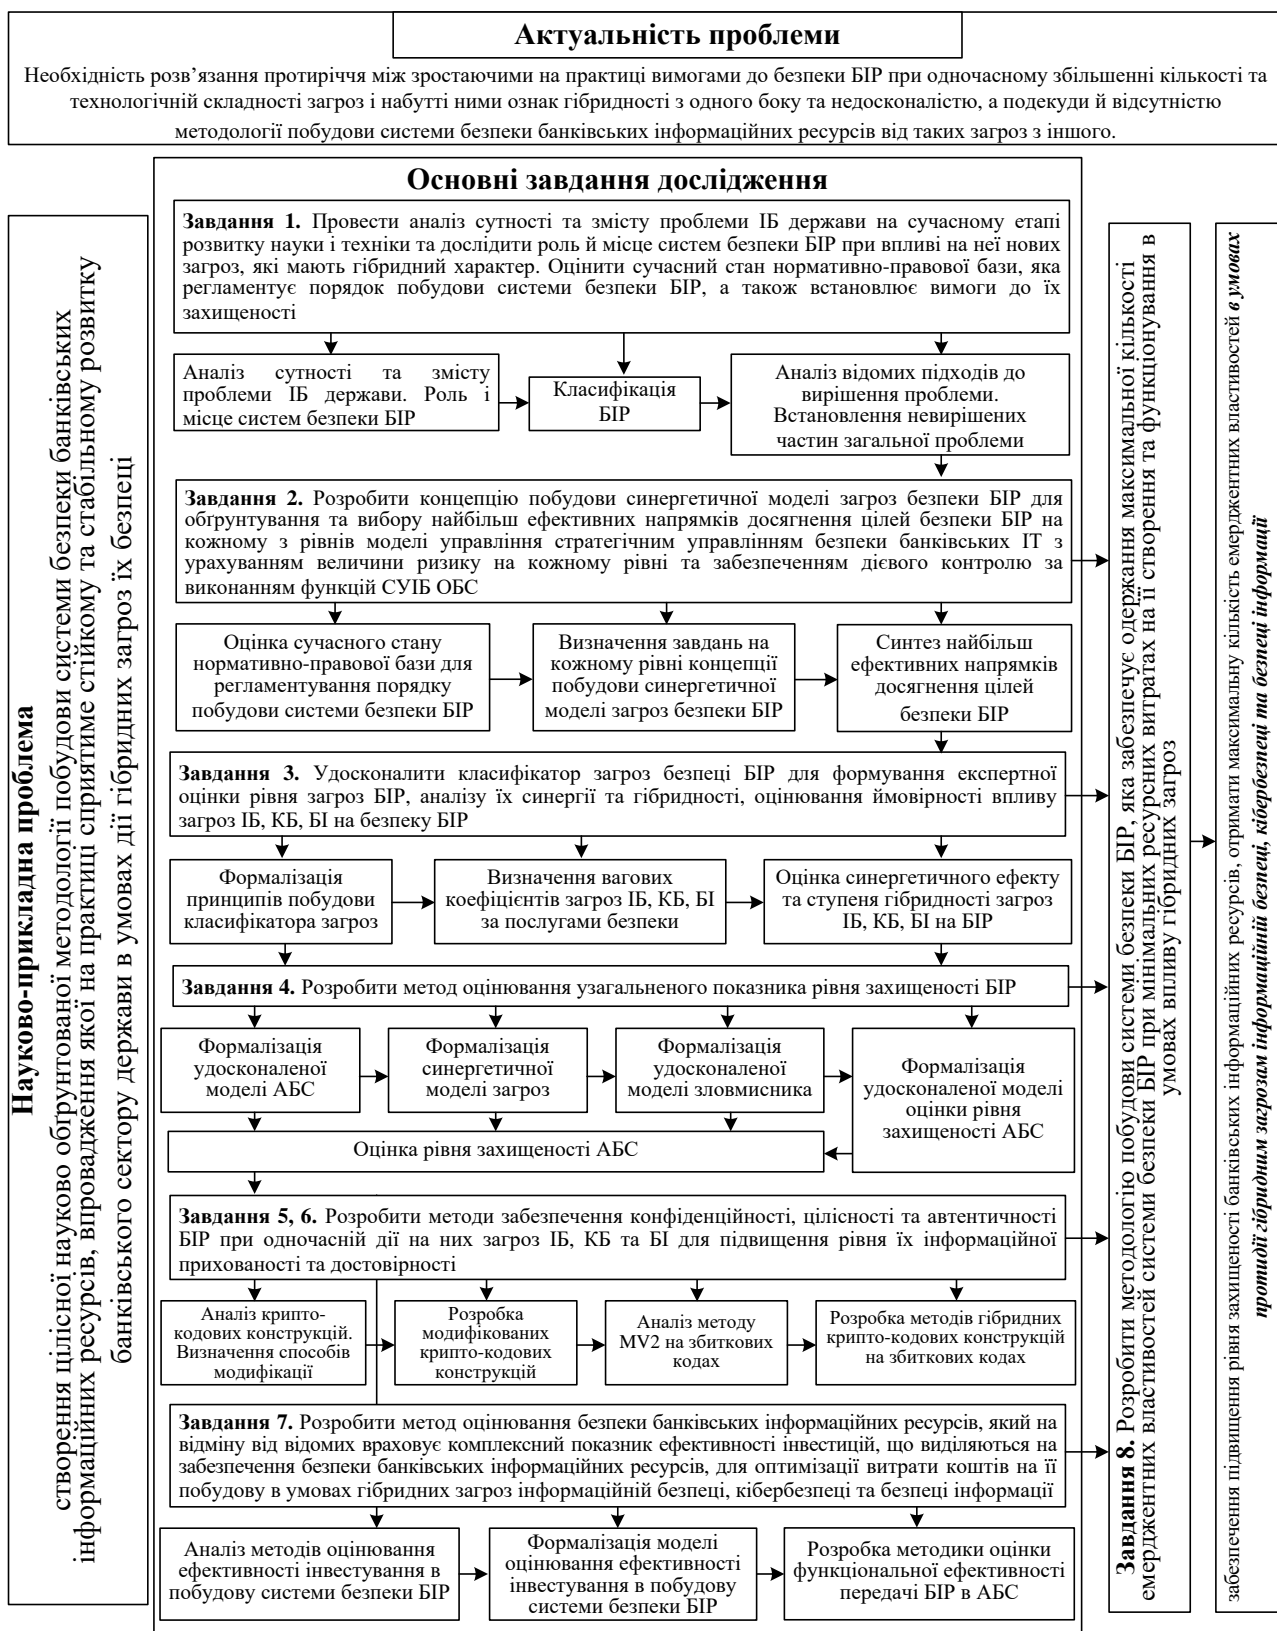 Актуальність проблеми
Необхідність розв’язання протиріччя між зростаючими на практиці вимогами до безпеки БІР при одночасному збільшенні кількості та
технологічній складності загроз і набутті ними ознак гібридності з одного боку та недосконалістю, а подекуди й відсутністю
методології побудови системи безпеки банківських інформаційних ресурсів від таких загроз з іншого.
Науково-прикладна проблема
створення цілісної науково обґрунтованої методології побудови системи безпеки банківських
інформаційних ресурсів, впровадження якої на практиці сприятиме стійкому та стабільному розвитку
банківського сектору держави в умовах дії гібридних загроз їх безпеці
Основні завдання дослідження
Завдання 1. Провести аналіз сутності та змісту проблеми ІБ держави на сучасному етапі
розвитку науки і техніки та дослідити роль й місце систем безпеки БІР при впливі на неї нових
загроз, які мають гібридний характер. Оцінити сучасний стан нормативно-правової бази, яка
регламентує порядок побудови системи безпеки БІР, а також встановлює вимоги до їх
захищеності
Аналіз сутності та змісту
проблеми ІБ держави. Роль і
місце систем безпеки БІР
Класифікація
БІР
Аналіз відомих підходів до
вирішення проблеми.
Встановлення невирішених
частин загальної проблеми
Завдання 2. Розробити концепцію побудови синергетичної моделі загроз безпеки БІР для
обґрунтування та вибору найбільш ефективних напрямків досягнення цілей безпеки БІР на
кожному з рівнів моделі управління стратегічним управлінням безпеки банківських ІТ з
урахуванням величини ризику на кожному рівні та забезпеченням дієвого контролю за
виконанням функцій СУІБ ОБС
Оцінка сучасного стану
нормативно-правової бази для
регламентування порядку
побудови системи безпеки БІР
Визначення завдань на
кожному рівні концепції
побудови синергетичної
моделі загроз безпеки БІР
Синтез найбільш
ефективних напрямків
досягнення цілей
безпеки БІР
Завдання 3. Удосконалити класифікатор загроз безпеці БІР для формування експертної
оцінки рівня загроз БІР, аналізу їх синергії та гібридності, оцінювання ймовірності впливу
загроз ІБ, КБ, БІ на безпеку БІР
Формалізація
принципів побудови
класифікатора загроз
Визначення вагових
коефіцієнтів загроз ІБ, КБ, БІ
за послугами безпеки
Оцінка синергетичного ефекту
та ступеня гібридності загроз
ІБ, КБ, БІ на БІР
Завдання 4. Розробити метод оцінювання узагальненого показника рівня захищеності БІР
Формалізація
удосконаленої
моделі АБС
Формалізація
синергетичної
моделі загроз
Формалізація
удосконаленої
моделі зловмисника
Формалізація
удосконаленої моделі
оцінки рівня
захищеності АБС
Оцінка рівня захищеності АБС
Завдання 5, 6. Розробити методи забезпечення конфіденційності, цілісності та автентичності
БІР при одночасній дії на них загроз ІБ, КБ та БІ для підвищення рівня їх інформаційної
прихованості та достовірності
Аналіз крипто-
кодових конструкцій.
Визначення способів
модифікації
Розробка
модифікованих
крипто-кодових
конструкцій
Аналіз методу
MV2 на збиткових
кодах
Розробка методів гібридних
крипто-кодових конструкцій
на збиткових кодах
Завдання 7. Розробити метод оцінювання безпеки банківських інформаційних ресурсів, який на
відміну від відомих враховує комплексний показник ефективності інвестицій, що виділяються на
забезпечення безпеки банківських інформаційних ресурсів, для оптимізації витрати коштів на її
побудову в умовах гібридних загроз інформаційній безпеці, кібербезпеці та безпеці інформації
Аналіз методів оцінювання
ефективності інвестування в
побудову системи безпеки БІР
Формалізація моделі
оцінювання ефективності
інвестування в побудову
системи безпеки БІР
Розробка методики оцінки
функціональної ефективності
передачі БІР в АБС
Завдання 8. Розробити методологію побудови системи безпеки БІР, яка забезпечує одержання максимальної кількості
емерджентних властивостей системи безпеки БІР при мінімальних ресурсних витратах на її створення та функціонування в
умовах впливу гібридних загроз
забезпечення підвищення рівня захищеності банківських інформаційних ресурсів, отримати максимальну кількість емерджентних властивостей в умовах
протидії гібридним загрозам інформаційній безпеці, кібербезпеці та безпеці інформації